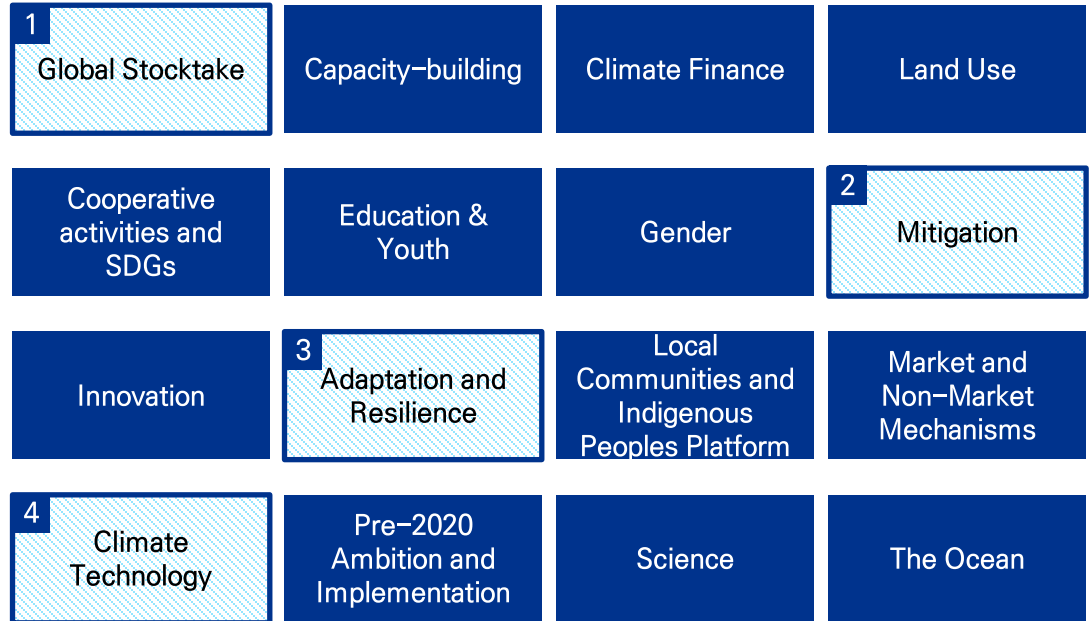 1
Global Stocktake
Capacity-building
Climate Finance
Land Use
Cooperative
activities and
SDGs
Education &
Youth
Gender
2
Mitigation
Innovation
3
Adaptation and
Resilience
Local
Communities and
Indigenous
Peoples Platform
Market and
Non-Market
Mechanisms
4
Climate
Technology
Pre-2020
Ambition and
Implementation
Science
The Ocean